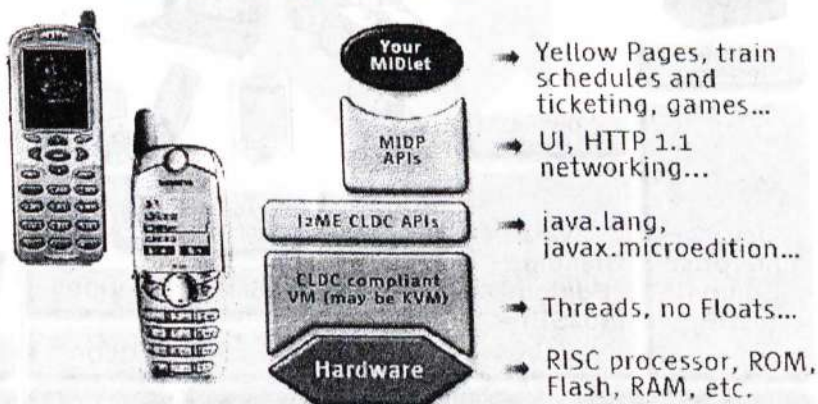 Your
MIDlet
Yellow Pages, train
schedules and
ticketing, games...
MIDP
APIs
UI, HTTP 1.1
networking...
J2ME CLDC APIs
java.lang,
javax.microedition...
CLDC compliant
VM (may be KVM)
Threads, no Floats...
Hardware
RISC processor, ROM,
Flash, RAM, etc.